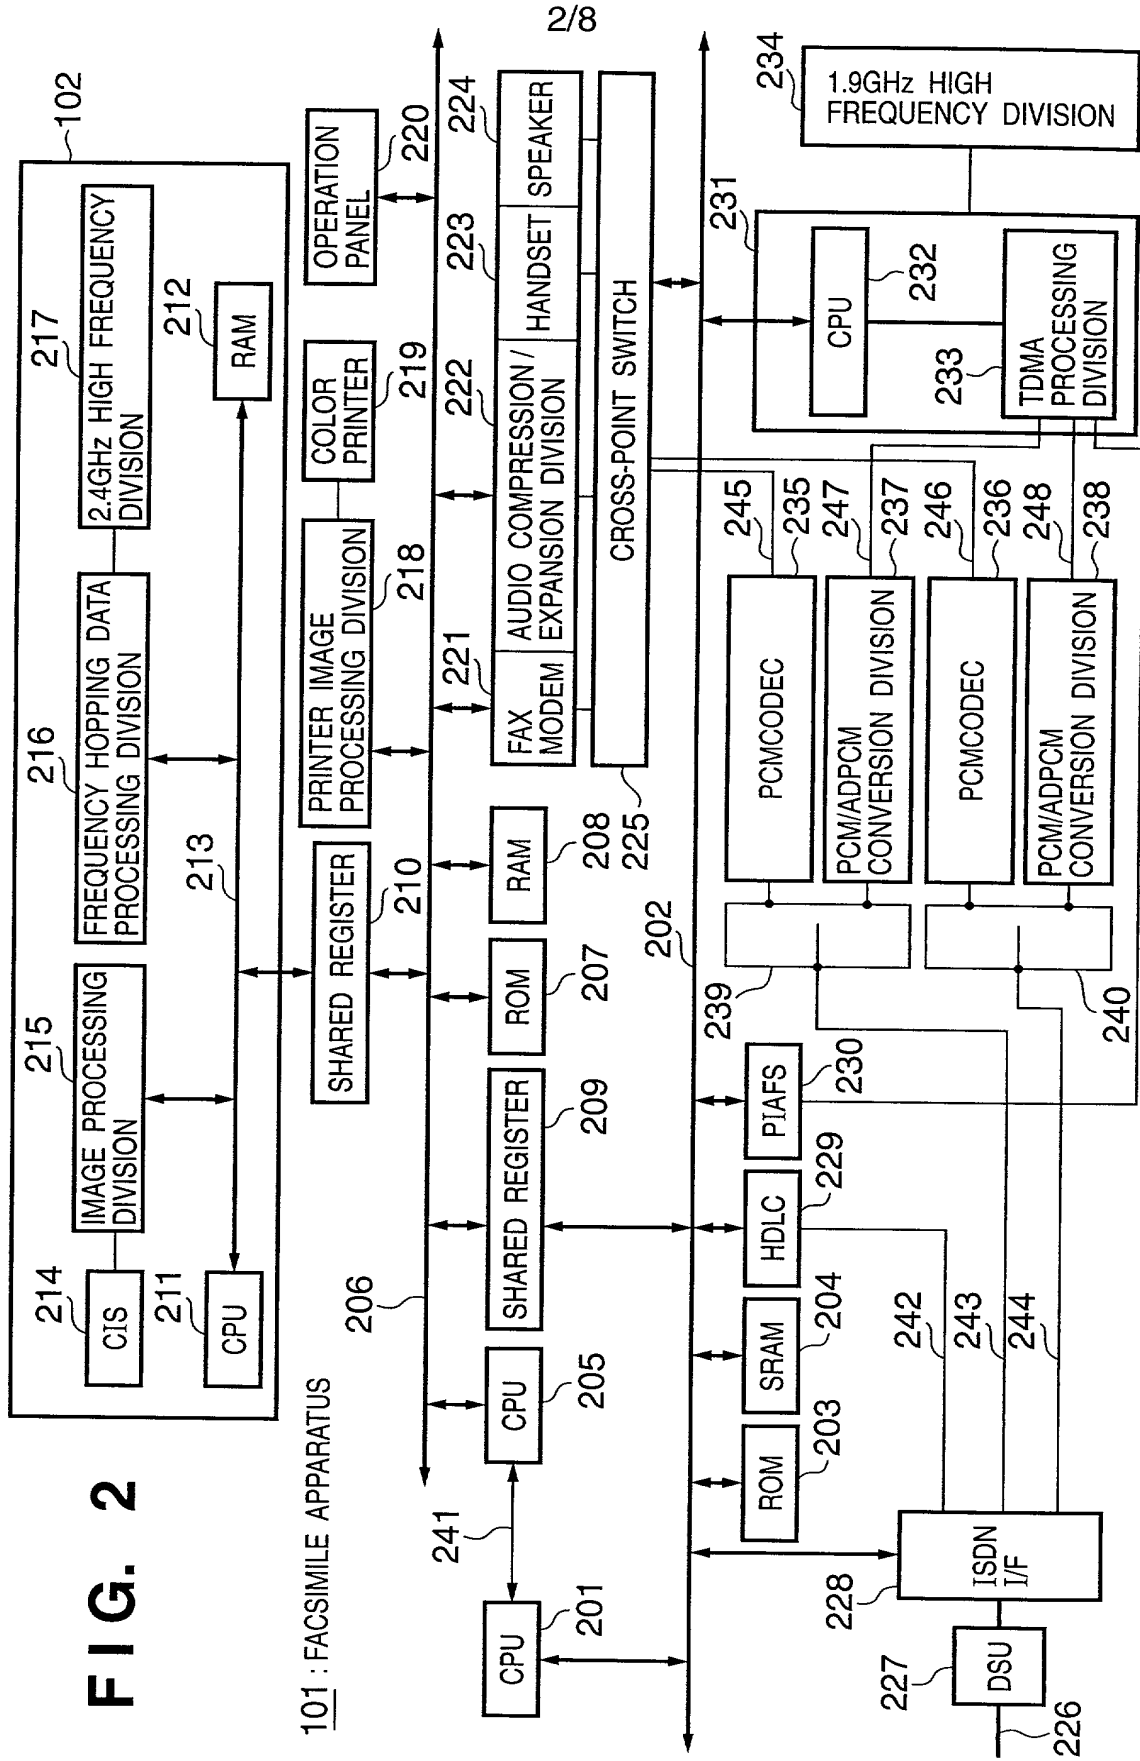 2/8
FIG. 2
101 : FACSIMILE APPARATUS
102
214
CIS
215
IMAGE PROCESSING
DIVISION
216
FREQUENCY HOPPING DATA
PROCESSING DIVISION
217
2.4GHz HIGH FREQUENCY
DIVISION
211
CPU
213
212
RAM
SHARED REGISTER
210
PRINTER IMAGE
PROCESSING DIVISION
218
COLOR
PRINTER
219
OPERATION
PANEL
220
206
241
CPU
201
CPU
205
SHARED REGISTER
209
ROM
207
RAM
208
221
FAX
MODEM
222
AUDIO COMPRESSION/
EXPANSION DIVISION
223
HANDSET
224
SPEAKER
CROSS-POINT SWITCH
225
202
ROM
203
SRAM
204
HDLC
229
PIAFS
230
239
240
PCMCODEC
235
245
PCM/ADPCM
CONVERSION DIVISION
237
247
PCMCODEC
236
246
PCM/ADPCM
CONVERSION DIVISION
238
248
231
CPU
232
233
TDMA
PROCESSING
DIVISION
234
1.9GHz HIGH
FREQUENCY DIVISION
242
243
244
228
ISDN
I/F
227
DSU
226